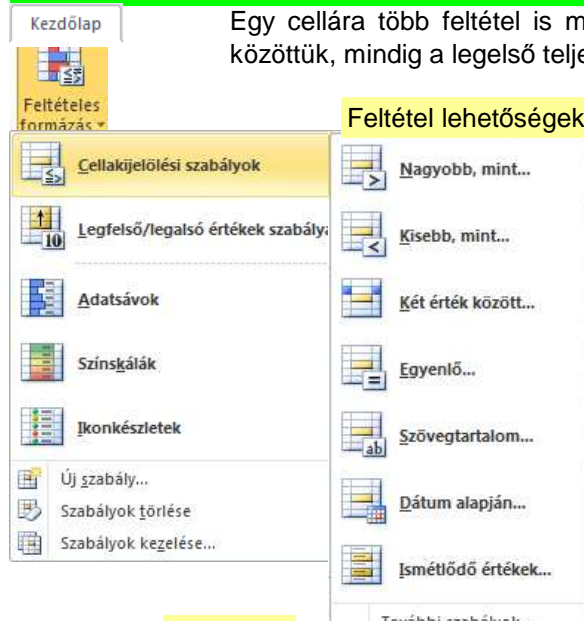 Kezdőlap
Egy cellára több feltétel is
közöttük, mindig a legelső
Feltételes
formázás
Feltétel lehetőségek
Cellakijelölési szabályok
Legfelső/legalsó értékek
Adatsávok
Színskálák
Ikonkészletek
Új szabály...
Szabályok törlése
Szabályok kezelése...
Nagyobb, mint...
Kisebb, mint...
Két érték között...
Egyenlő...
Szövegtartalom...
Dátum alapján...
Ismétlődő értékek...
További szabályok...